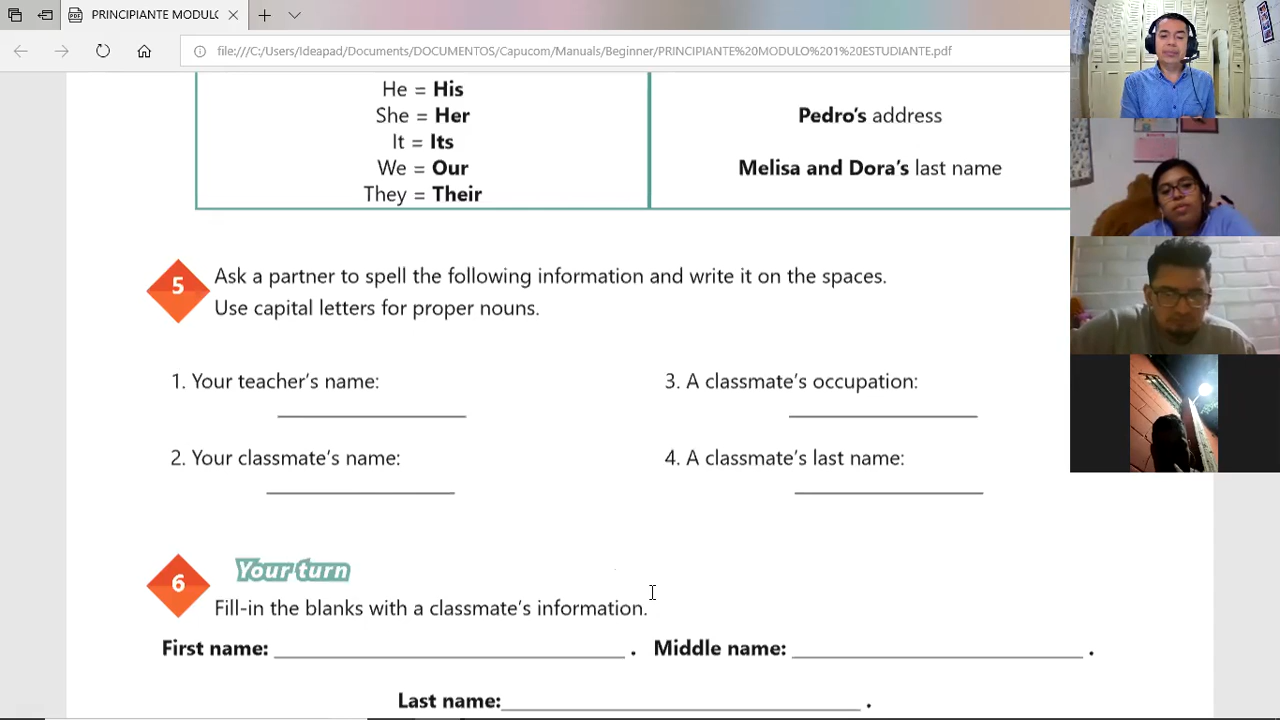 PRINCIPIANTE MODULO
file:///C:/Users/Ideapad/Documents/DOCUMENTOS/Capucom/Manuals/Beginner/PRINCIPIANTE%20MODULO%201%20ESTUDIANTE.pdf
He = His
She = Her
It = Its
We = Our
They = Their
Pedro's address
Melisa and Dora's last name
5
Ask a partner to spell the following information and write it on the spaces.
Use capital letters for proper nouns.
1. Your teacher's name:
2. Your classmate's name:
3. A classmate's occupation:
4. A classmate's last name:
6
Your turn
Fill-in the blanks with a classmate's information.
First name: ______ . Middle name: ______ .
Last name:______ .